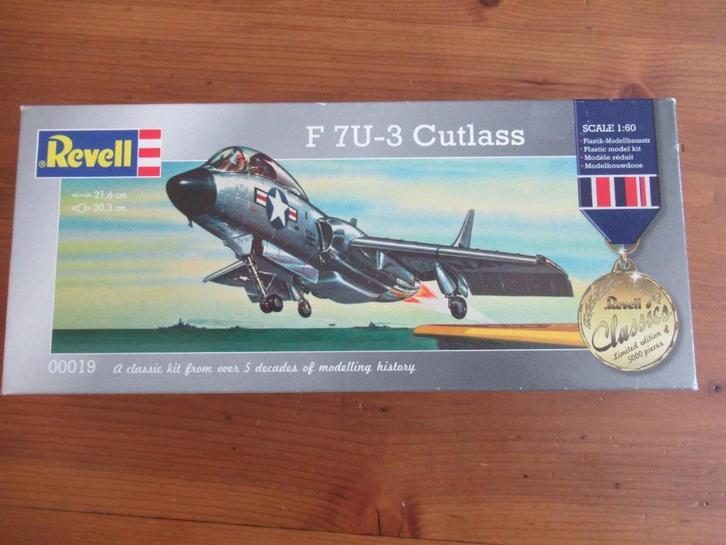 Revell
F 7U-3 Cutlass
21,6 cm
20,3 cm
SCALE 1:60
Plastik-Modellbausatz
Plastic model kit
Modèle réduit
Modelbouwdoos
Revell
Classics
Limited edition of
5000 pieces
00019 A classic kit from over 5 decades of modelling history